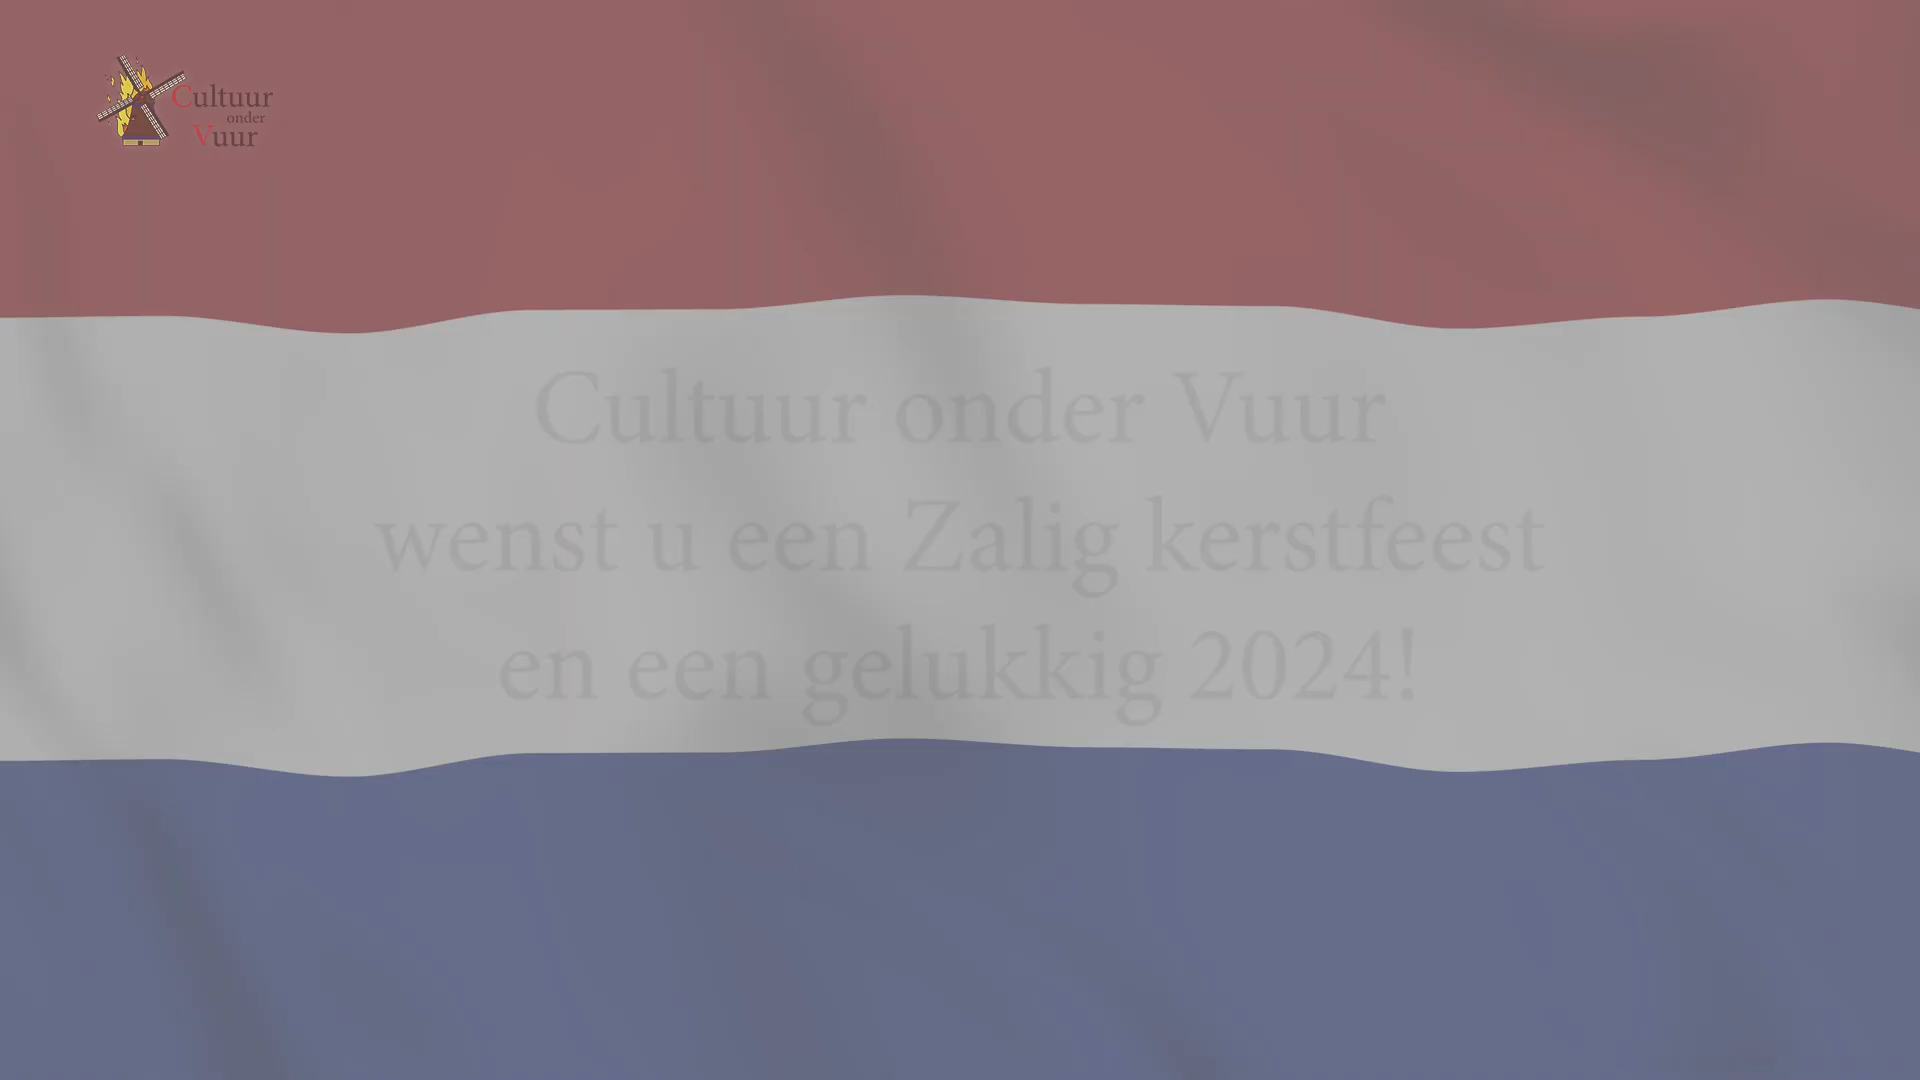 Cultuur
onder
Vuur
Cultuur onder Vuur
wenst u een Zalig kerstfeest
en een gelukkig 2024!